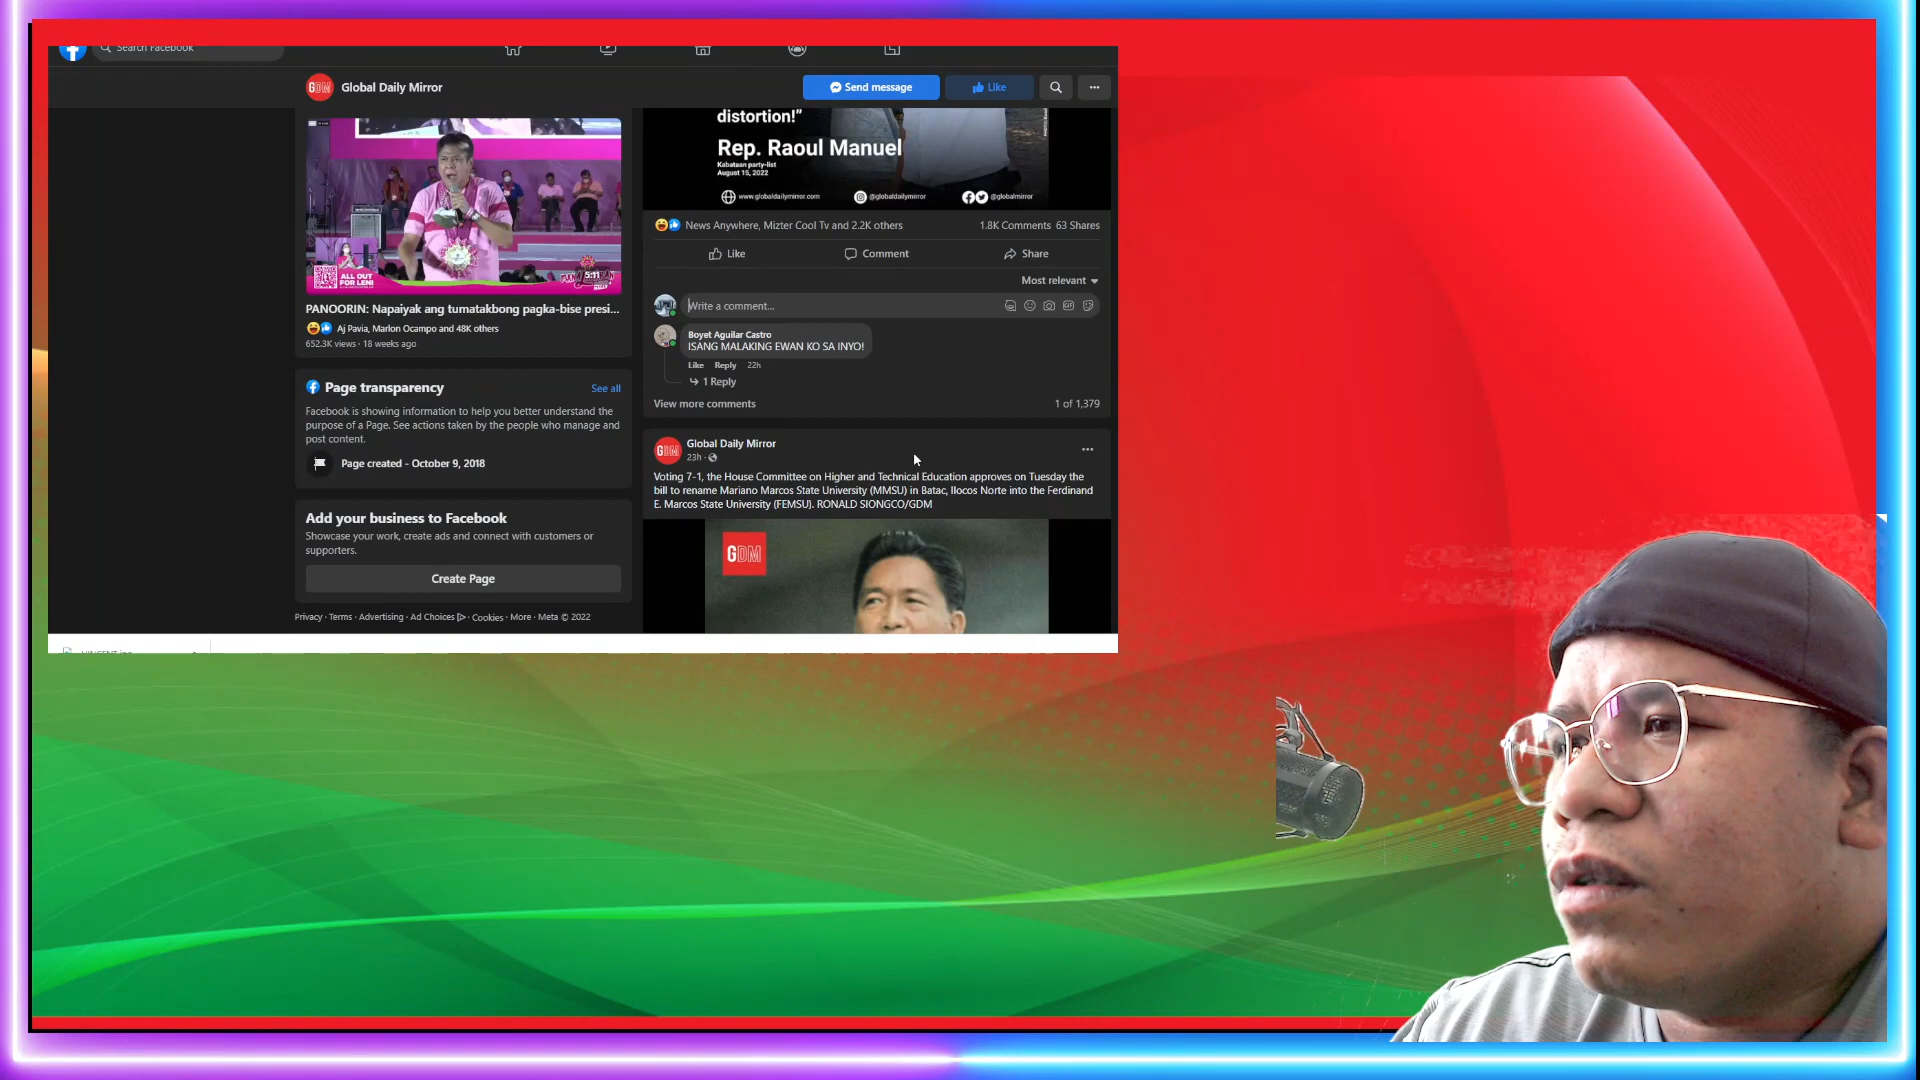 Search Facebook
GDM
Global Daily Mirror
Send message
Like
ALL OUT
FOR LENI
5:11
PANOORIN: Napaiyak ang tumatakbong pagka-bise presi...
Aj Pavia, Marlon Ocampo and 48K others
652.3K views · 18 weeks ago
Page transparency
See all
Facebook is showing information to help you better understand the
purpose of a Page. See actions taken by the people who manage and
post content.
Page created - October 9, 2018
Add your business to Facebook
Showcase your work, create ads and connect with customers or
supporters.
Create Page
Privacy · Terms · Advertising · Ad Choices · Cookies · More · Meta © 2022
distortion!”
Rep. Raoul Manuel
Kabataan party-list
August 15, 2022
www.globaldailymirror.com
@globaldailymirror
@globalmirror
News Anywhere, Mizter Cool Tv and 2.2K others
1.8K Comments 63 Shares
Like
Comment
Share
Most relevant
Write a comment...
Boyet Aguilar Castro
ISANG MALAKING EWAN KO SA INYO!
Like Reply 22h
1 Reply
View more comments
1 of 1,379
GDM
Global Daily Mirror
23h ·
Voting 7-1, the House Committee on Higher and Technical Education approves on Tuesday the
bill to rename Mariano Marcos State University (MMSU) in Batac, Ilocos Norte into the Ferdinand
E. Marcos State University (FEMSU). RONALD SIONGCO/GDM
GDM